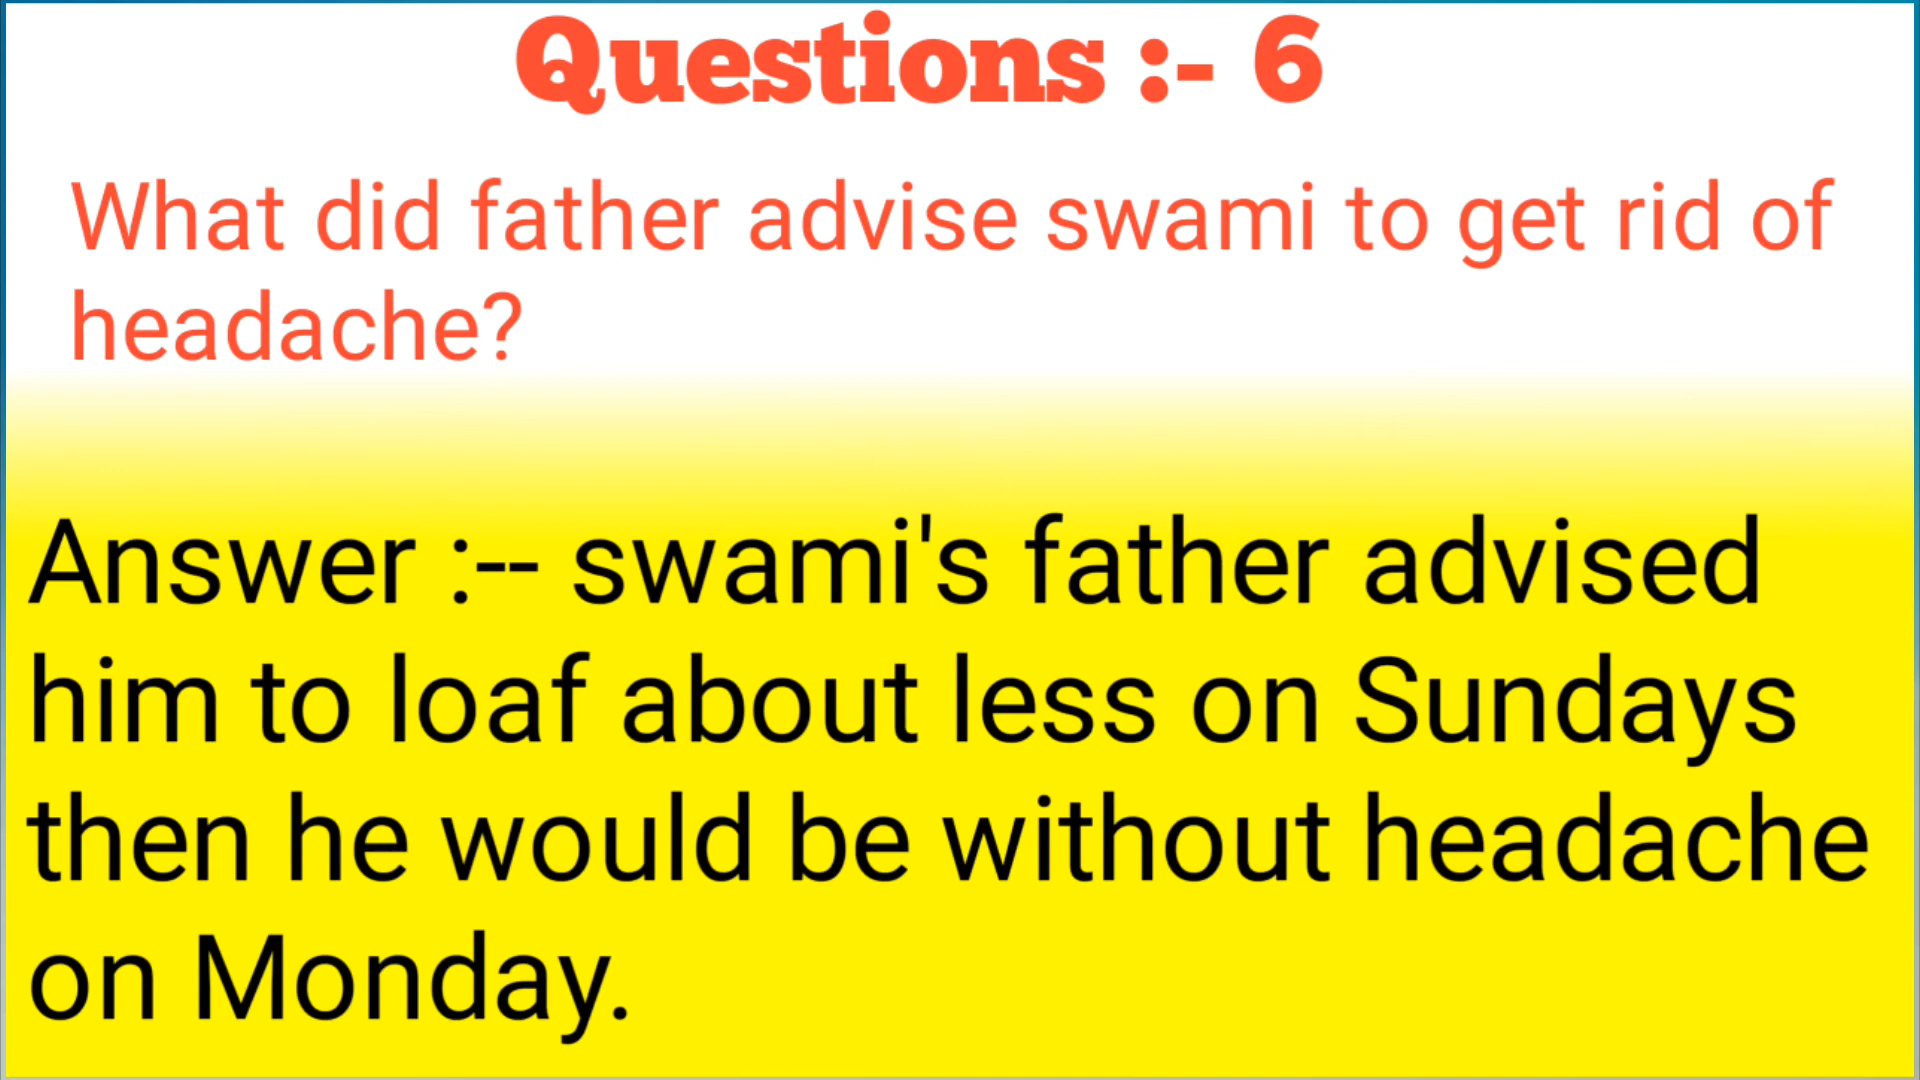 Questions :- 6
What did father advise swami to get rid of
headache?
Answer :-- swami's father advised
him to loaf about less on Sundays
then he would be without headache
on Monday.